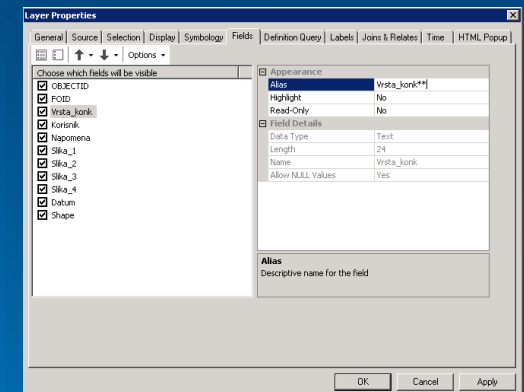 Layer Properties
General Source Selection Display Symbology Fields Definition Query Labels Joins & Relates Time HTML Popup
Options
Choose which fields will be visible
OBJECTID
FOID
Vrsta_konk
Korisnik
Napomena
Slika_1
Slika_2
Slika_3
Slika_4
Datum
Shape
Appearance
Alias Vrsta_konk**
Highlight No
Read-Only No
Field Details
Data Type Text
Length 24
Name Vrsta_konk
Allow NULL Values Yes
Alias
Descriptive name for the field
OK Cancel Apply